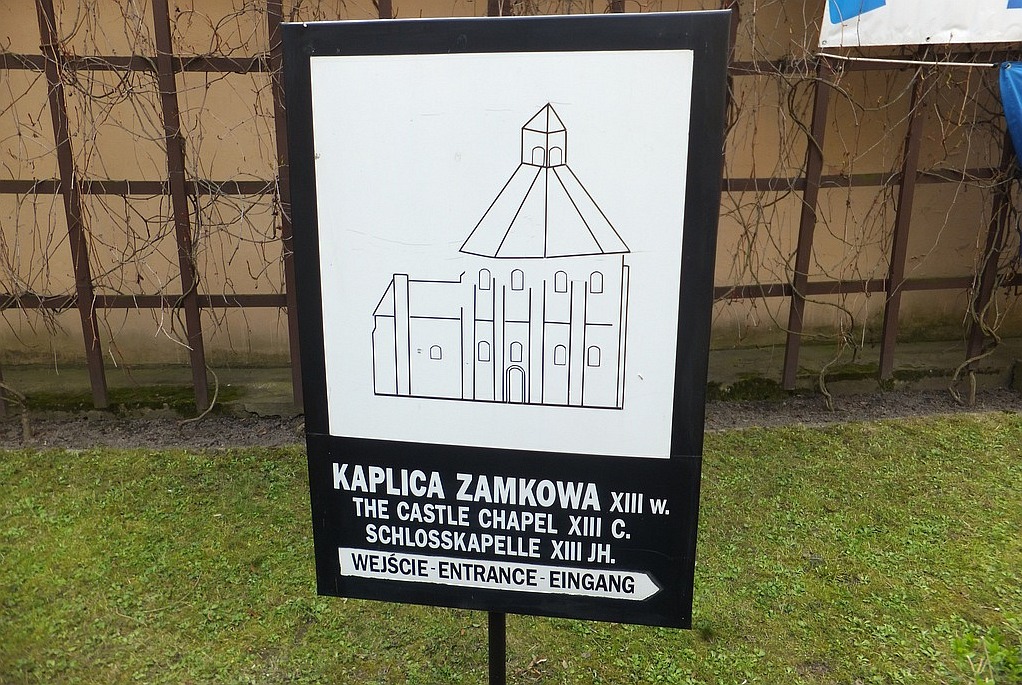 KAPLICA ZAMKOWA XIII w.
THE CASTLE CHAPEL XIII C.
SCHLOSSKAPELLE XIII JH.
WEJŚCIE-ENTRANCE-EINGANG